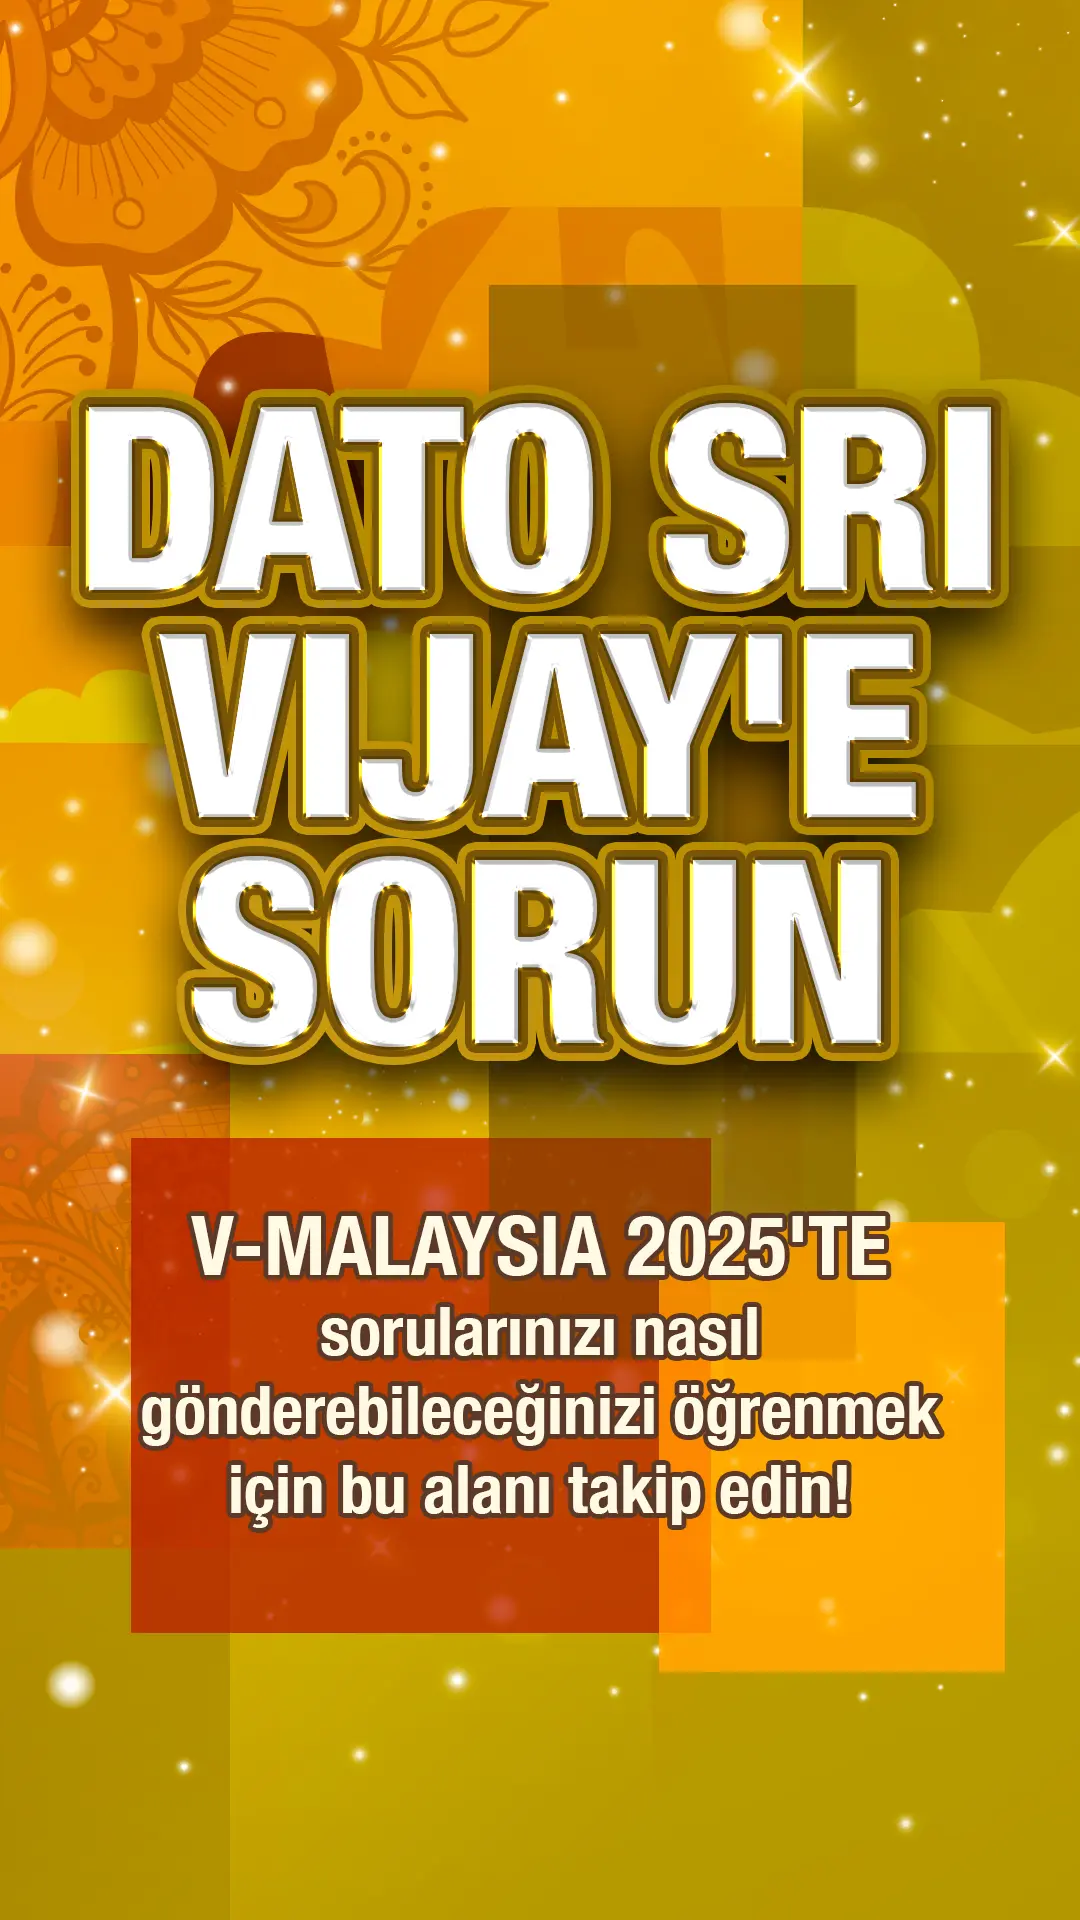 DATO SRI
VIJAY'E
SORUN
V-MALAYSIA 2025'TE
sorularınızı nasıl
gönderebileceğinizi öğrenmek
için bu alanı takip edin!